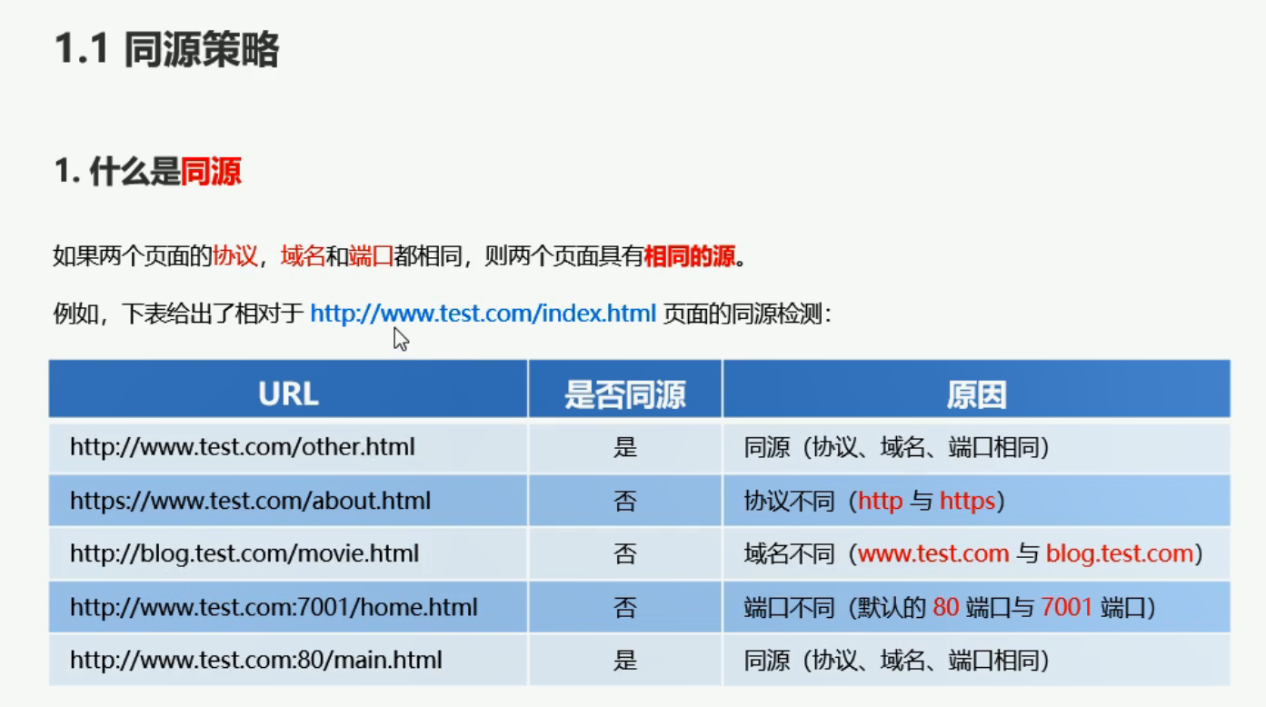 1.1 同源策略
1. 什么是同源
如果两个页面的协议，域名和端口都相同，则两个页面具有相同的源。
例如，下表给出了相对于 http://www.test.com/index.html 页面的同源检测：
URL 是否同源 原因
http://www.test.com/other.html 是 同源（协议、域名、端口相同）
https://www.test.com/about.html 否 协议不同（http 与 https）
http://blog.test.com/movie.html 否 域名不同（www.test.com 与 blog.test.com）
http://www.test.com:7001/home.html 否 端口不同（默认的 80 端口与 7001 端口）
http://www.test.com:80/main.html 是 同源（协议、域名、端口相同）